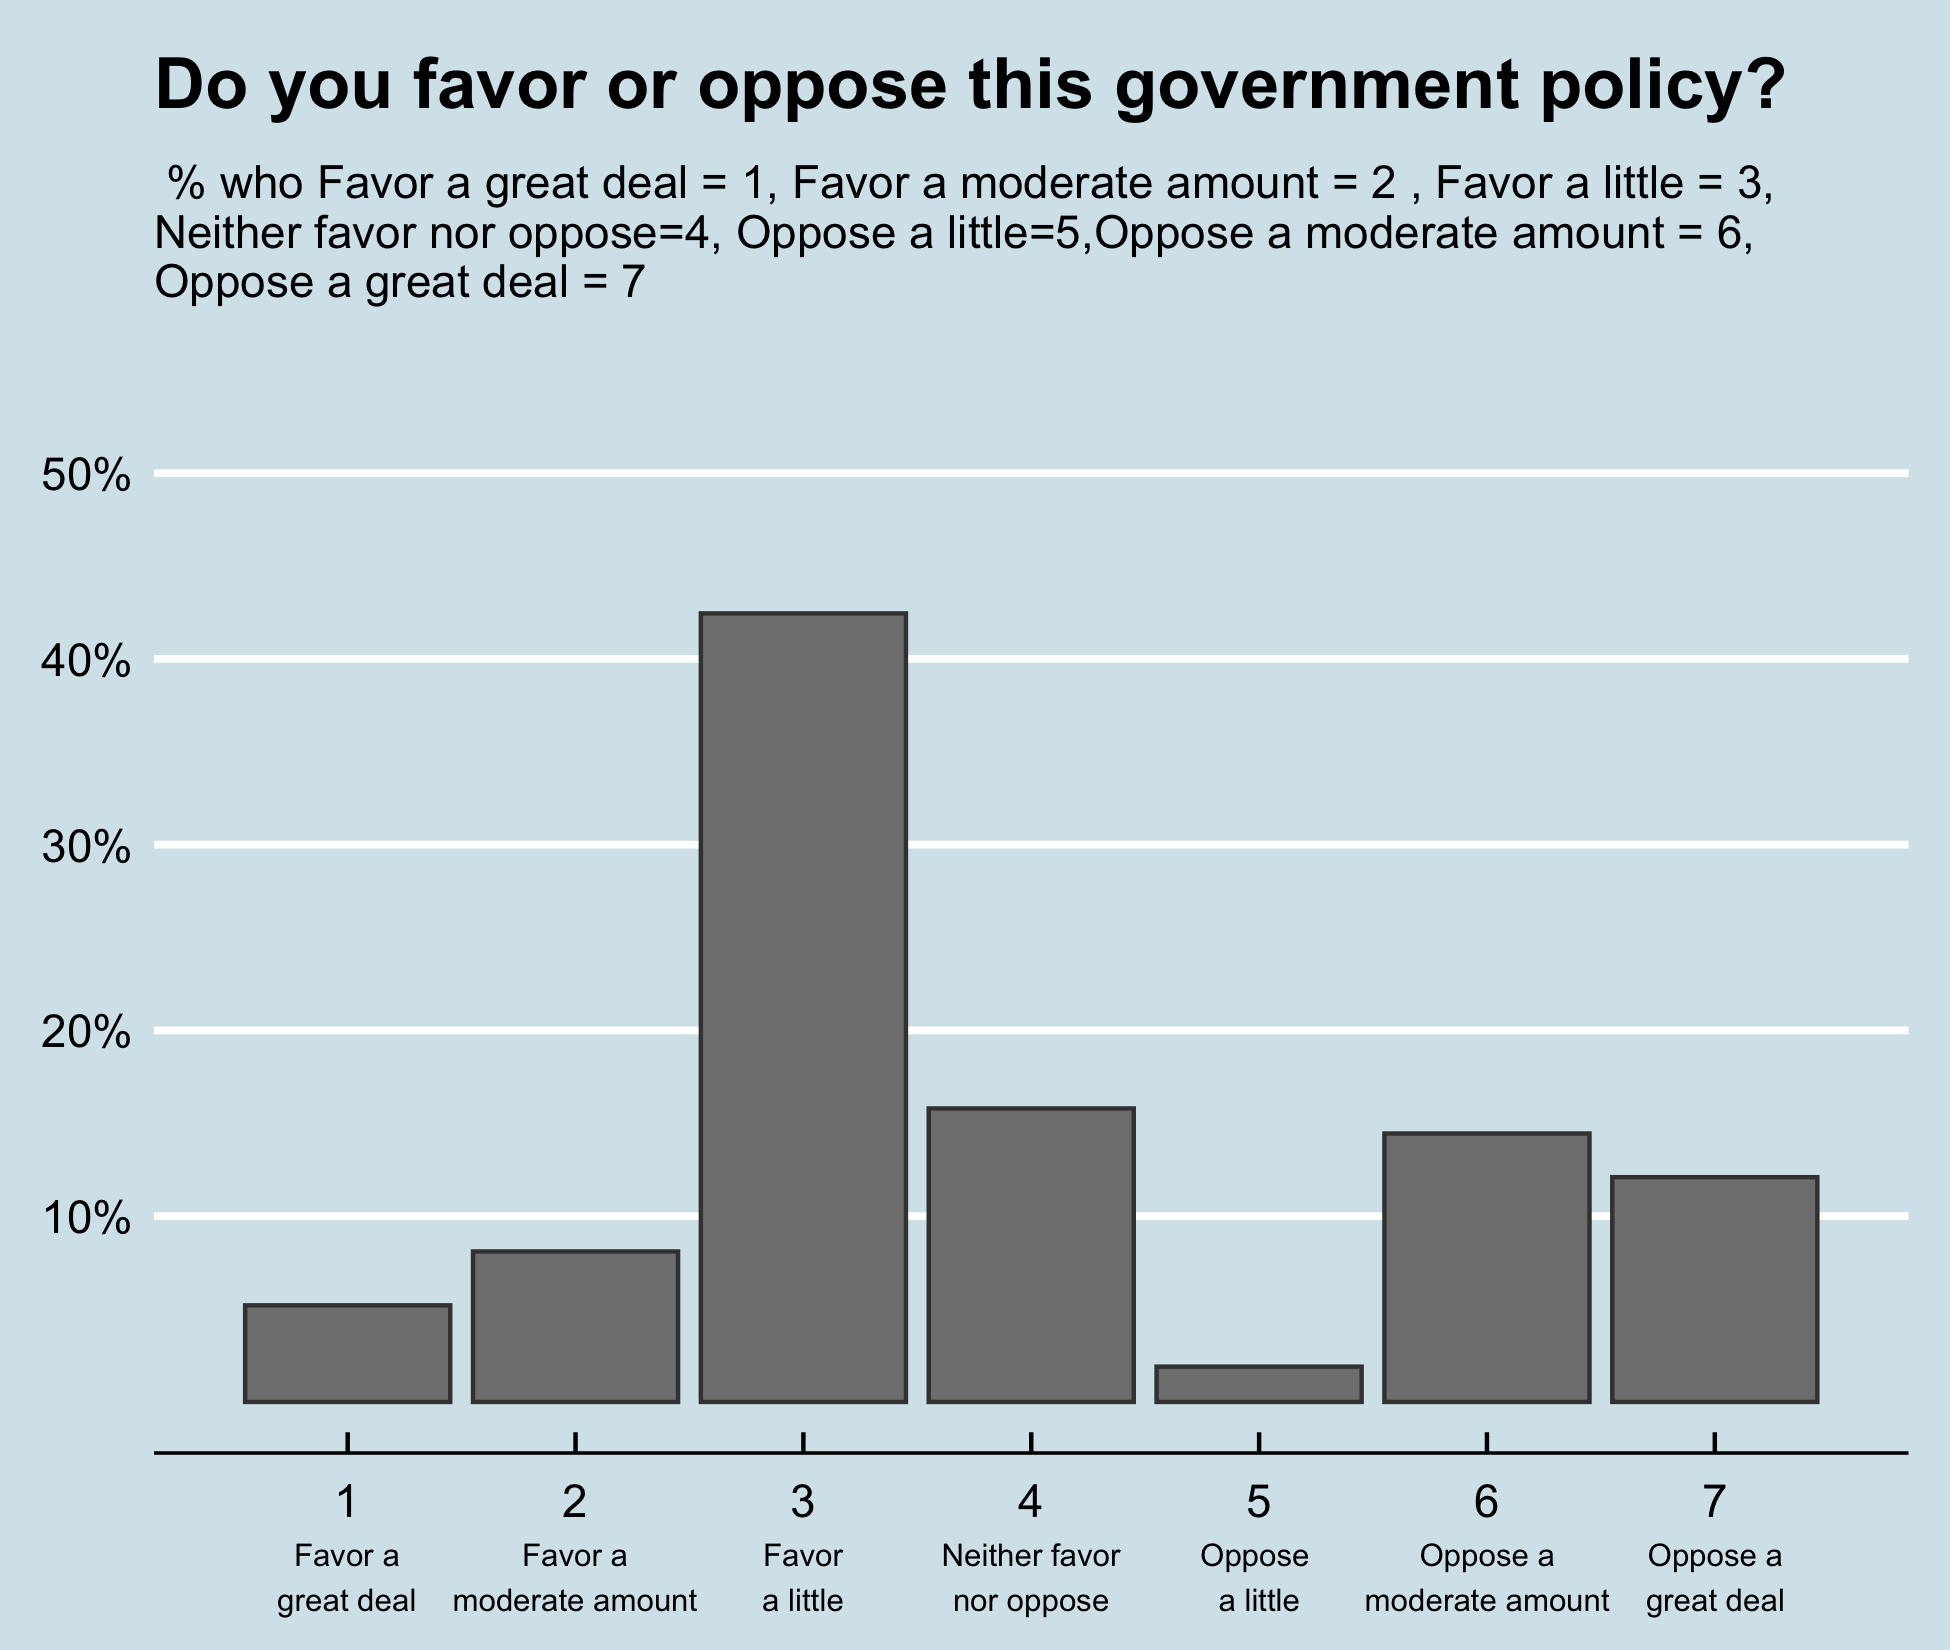 Do you favor or oppose this government policy?
% who Favor a great deal = 1, Favor a moderate amount = 2 , Favor a little = 3,
Neither favor nor oppose=4, Oppose a little=5,Oppose a moderate amount = 6,
Oppose a great deal = 7
50%
40%
30%
20%
10%
1 2 3 4 5 6 7
Favor a Favor a Favor Neither favor Oppose Oppose a Oppose a
great deal moderate amount a little nor oppose a little moderate amount great deal